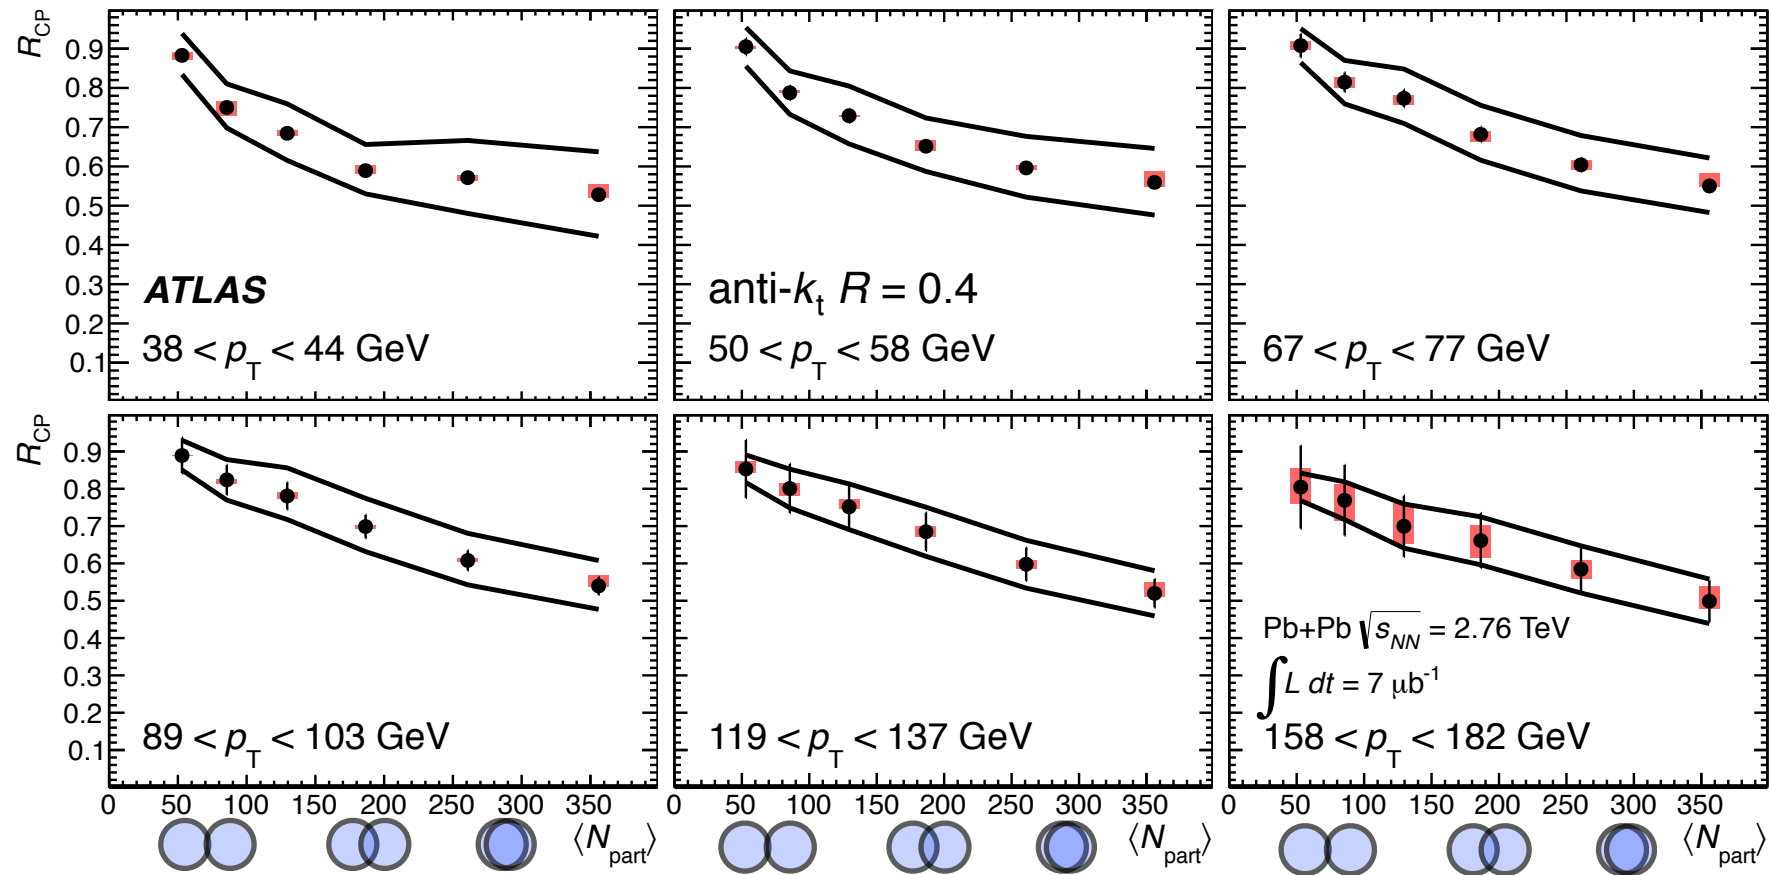 R_CP
0.9
0.8
0.7
0.6
0.5
0.4
0.3
0.2
0.1
ATLAS
38 < p_T < 44 GeV
anti-k_t R = 0.4
50 < p_T < 58 GeV
67 < p_T < 77 GeV
R_CP
0.9
0.8
0.7
0.6
0.5
0.4
0.3
0.2
0.1
89 < p_T < 103 GeV
119 < p_T < 137 GeV
Pb+Pb √s_NN = 2.76 TeV
∫ L dt = 7 μb⁻¹
158 < p_T < 182 GeV
0 50 100 150 200 250 300 350
0 50 100 150 200 250 300 350
0 50 100 150 200 250 300 350
⟨N_part⟩
⟨N_part⟩
⟨N_part⟩